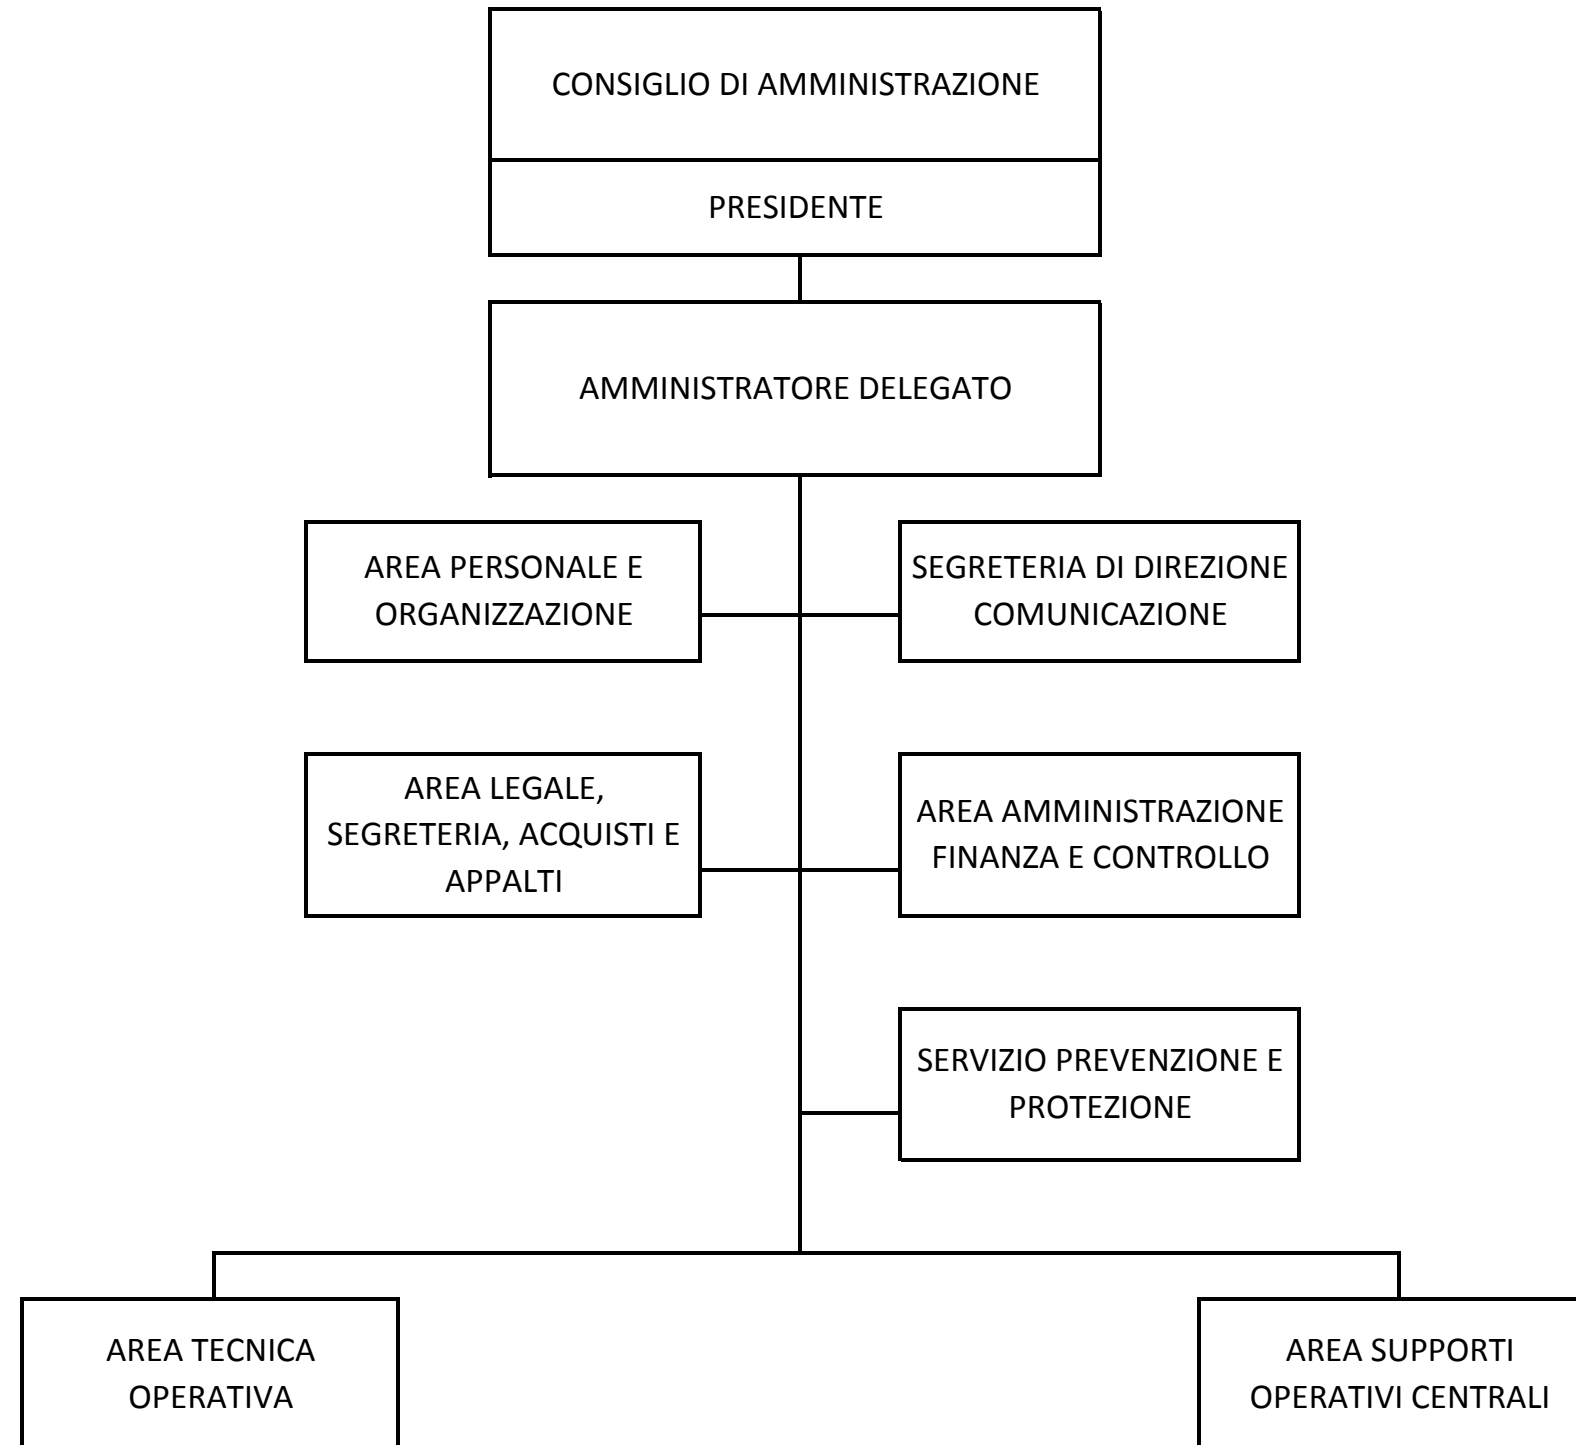 CONSIGLIO DI AMMINISTRAZIONE
PRESIDENTE
AMMINISTRATORE DELEGATO
AREA PERSONALE E
ORGANIZZAZIONE
SEGRETERIA DI DIREZIONE
COMUNICAZIONE
AREA LEGALE,
SEGRETERIA, ACQUISTI E
APPALTI
AREA AMMINISTRAZIONE
FINANZA E CONTROLLO
SERVIZIO PREVENZIONE E
PROTEZIONE
AREA TECNICA
OPERATIVA
AREA SUPPORTI
OPERATIVI CENTRALI